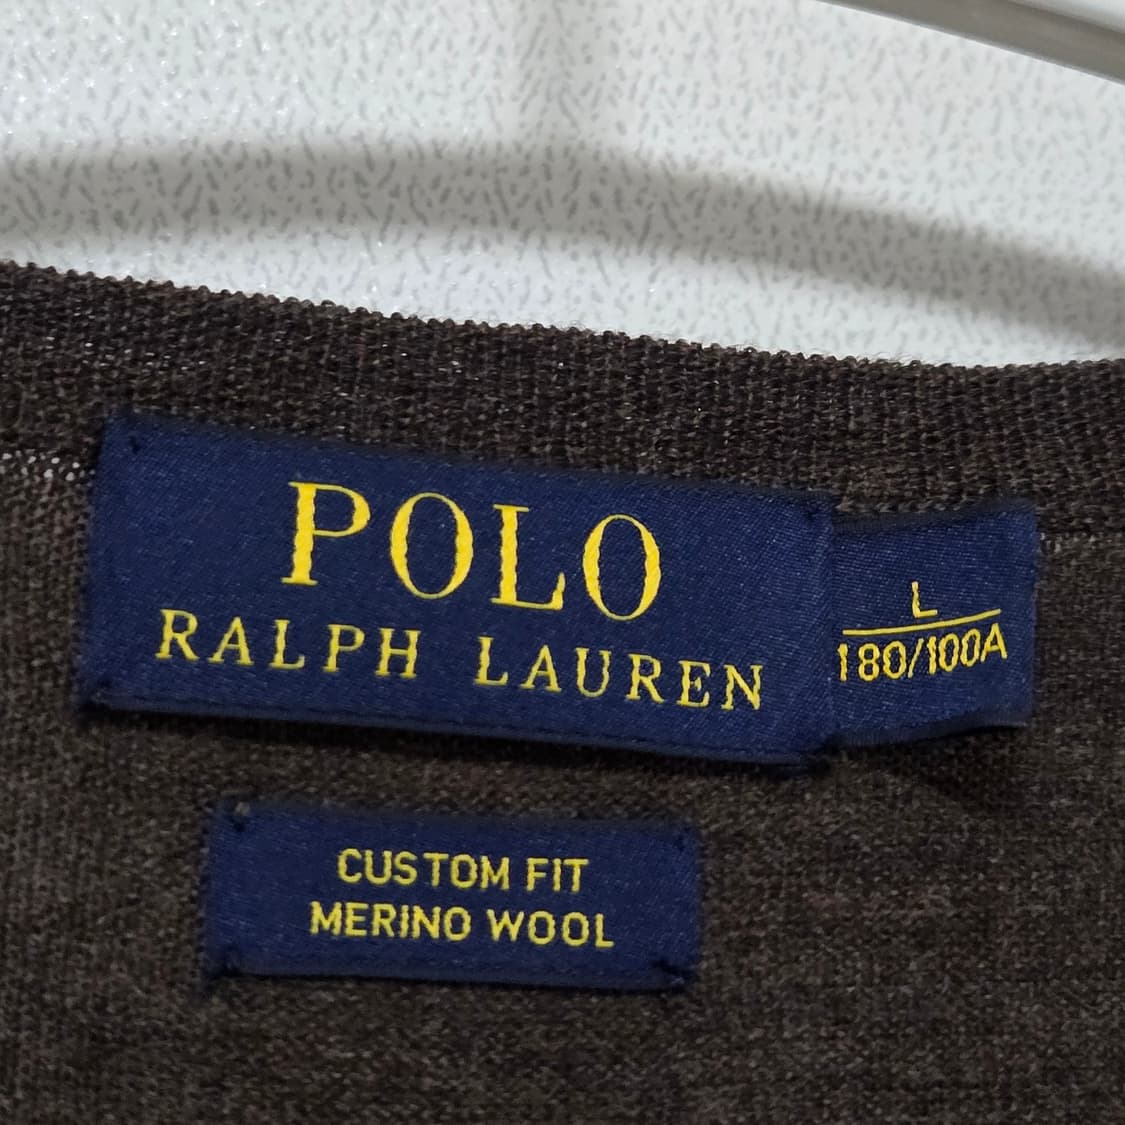 POLO
RALPH LAUREN
L
180/100A
CUSTOM FIT
MERINO WOOL